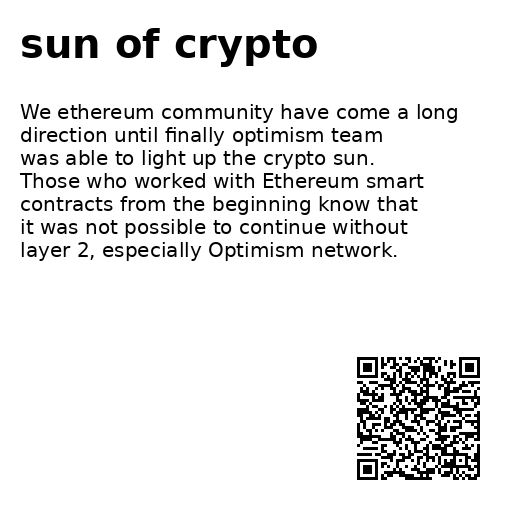 sun of crypto
We ethereum community have come a long
direction until finally optimism team
was able to light up the crypto sun.
Those who worked with Ethereum smart
contracts from the beginning know that
it was not possible to continue without
layer 2, especially Optimism network.